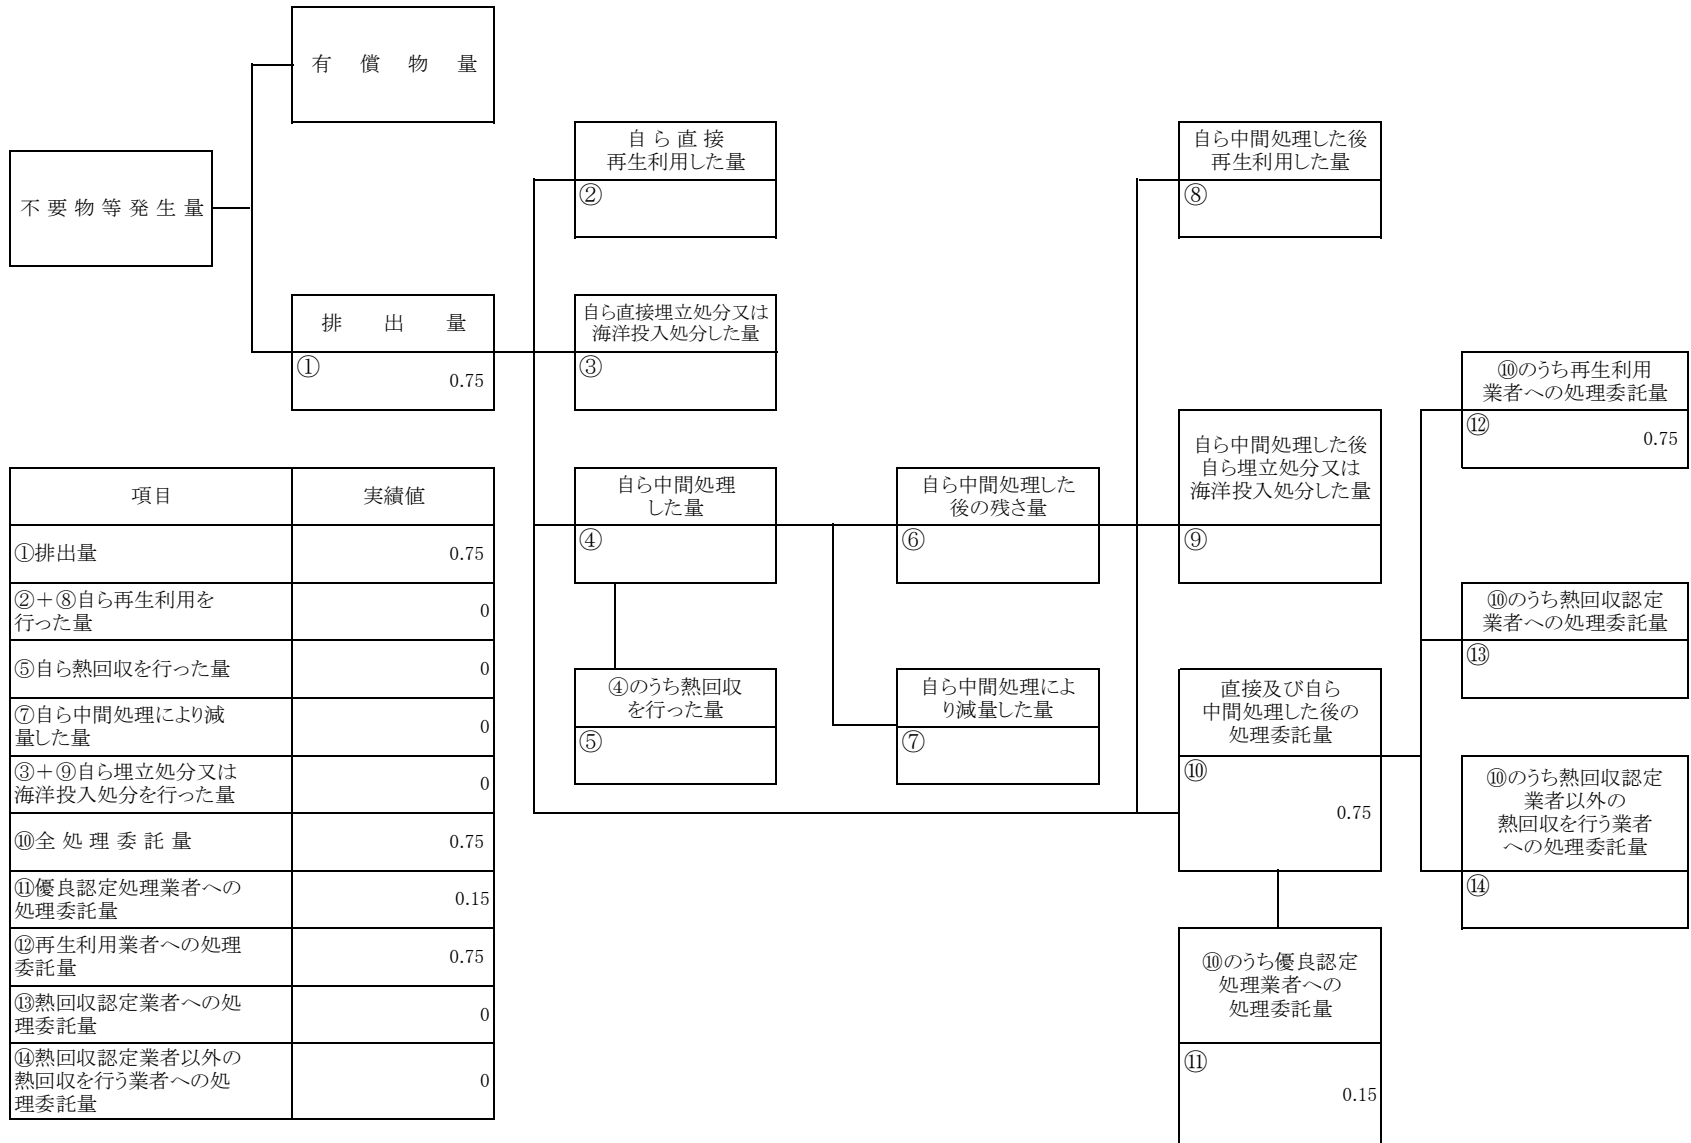 有償物量
不要物等発生量
排出量
①
0.75
自ら直接
再生利用した量
②
自ら直接埋立処分又は
海洋投入処分した量
③
自ら中間処理
した量
④
④のうち熱回収
を行った量
⑤
自ら中間処理した
後の残さ量
⑥
自ら中間処理によ
り減量した量
⑦
自ら中間処理した後
再生利用した量
⑧
自ら中間処理した後
自ら埋立処分又は
海洋投入処分した量
⑨
直接及び自ら
中間処理した後の
処理委託量
⑩
0.75
⑩のうち優良認定
処理業者への
処理委託量
⑪
0.15
⑩のうち再生利用
業者への処理委託量
⑫
0.75
⑩のうち熱回収認定
業者への処理委託量
⑬
⑩のうち熱回収認定
業者以外の
熱回収を行う業者
への処理委託量
⑭
項目 実績値
①排出量 0.75
②＋⑧自ら再生利用を
行った量 0
⑤自ら熱回収を行った量 0
⑦自ら中間処理により減
量した量 0
③＋⑨自ら埋立処分又は
海洋投入処分を行った量 0
⑩全処理委託量 0.75
⑪優良認定処理業者への
処理委託量 0.15
⑫再生利用業者への処理
委託量 0.75
⑬熱回収認定業者への処
理委託量 0
⑭熱回収認定業者以外の
熱回収を行う業者への処
理委託量 0